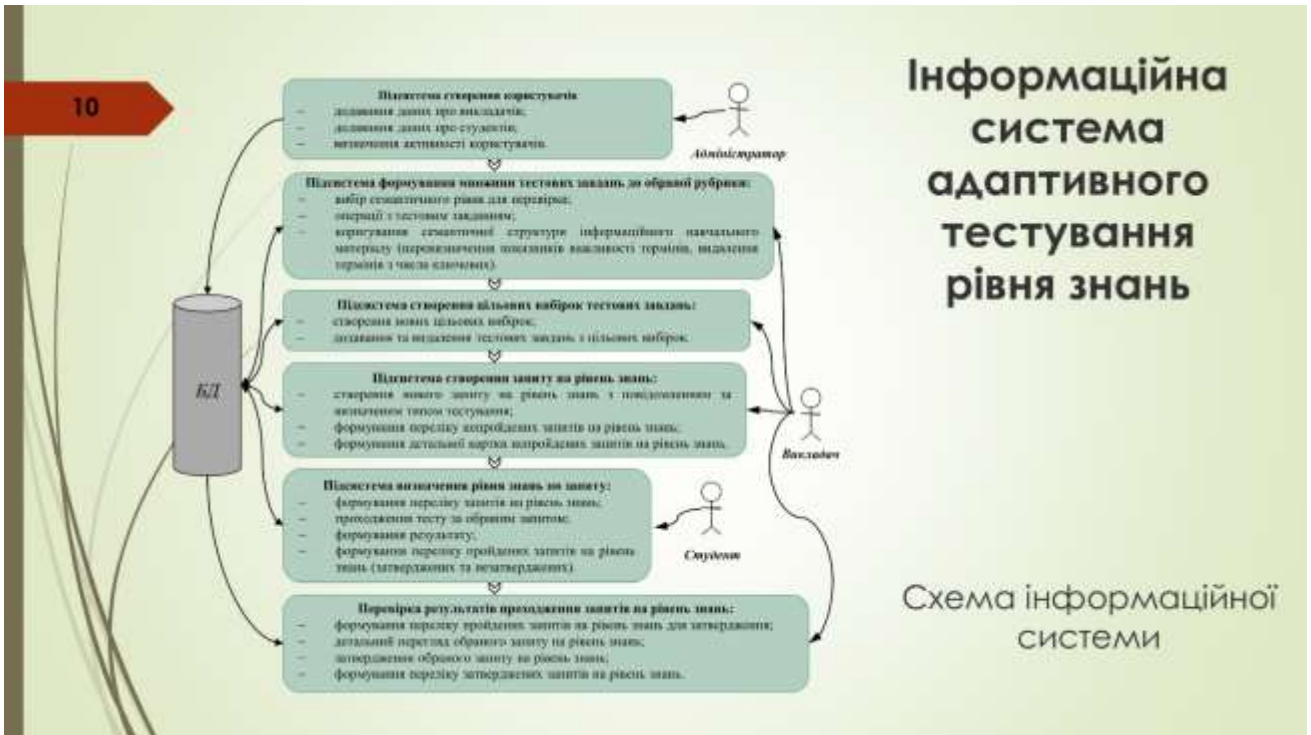 10
Інформаційна
система
адаптивного
тестування
рівня знань
Підсистема створення користувачів
– додавання даних про викладачів;
– додавання даних про студентів;
– визначення активності користувачів.
Адміністратор
Підсистема формування множини тестових завдань до обраної рубрики:
– вибір семантичного рівня для перевірки;
– операції з тестовим завданням;
– коригування семантичної структури інформаційного навчального
матеріалу (перевизначення показників важливості термінів, видалення
термінів з числа ключових).
Підсистема створення цільових вибірок тестових завдань:
– створення нових цільових вибірок;
– додавання та видалення тестових завдань з цільових вибірок.
БД
Підсистема створення запиту на рівень знань:
– створення нового запиту на рівень знань з повідомленням за
визначеним типом тестування;
– формування переліку непройдених запитів на рівень знань;
– формування детальної картки непройдених запитів на рівень знань.
Викладач
Підсистема визначення рівня знань по запиту:
– формування переліку запитів на рівень знань;
– проходження тесту за обраним запитом;
– формування результату;
– формування переліку пройдених запитів на рівень
знань (затверджених та незатверджених).
Студент
Перевірка результатів проходження запитів на рівень знань:
– формування переліку пройдених запитів на рівень знань для затвердження;
– детальний перегляд обраного запиту на рівень знань;
– затвердження обраного запиту на рівень знань;
– формування переліку затверджених запитів на рівень знань.
Схема інформаційної
системи